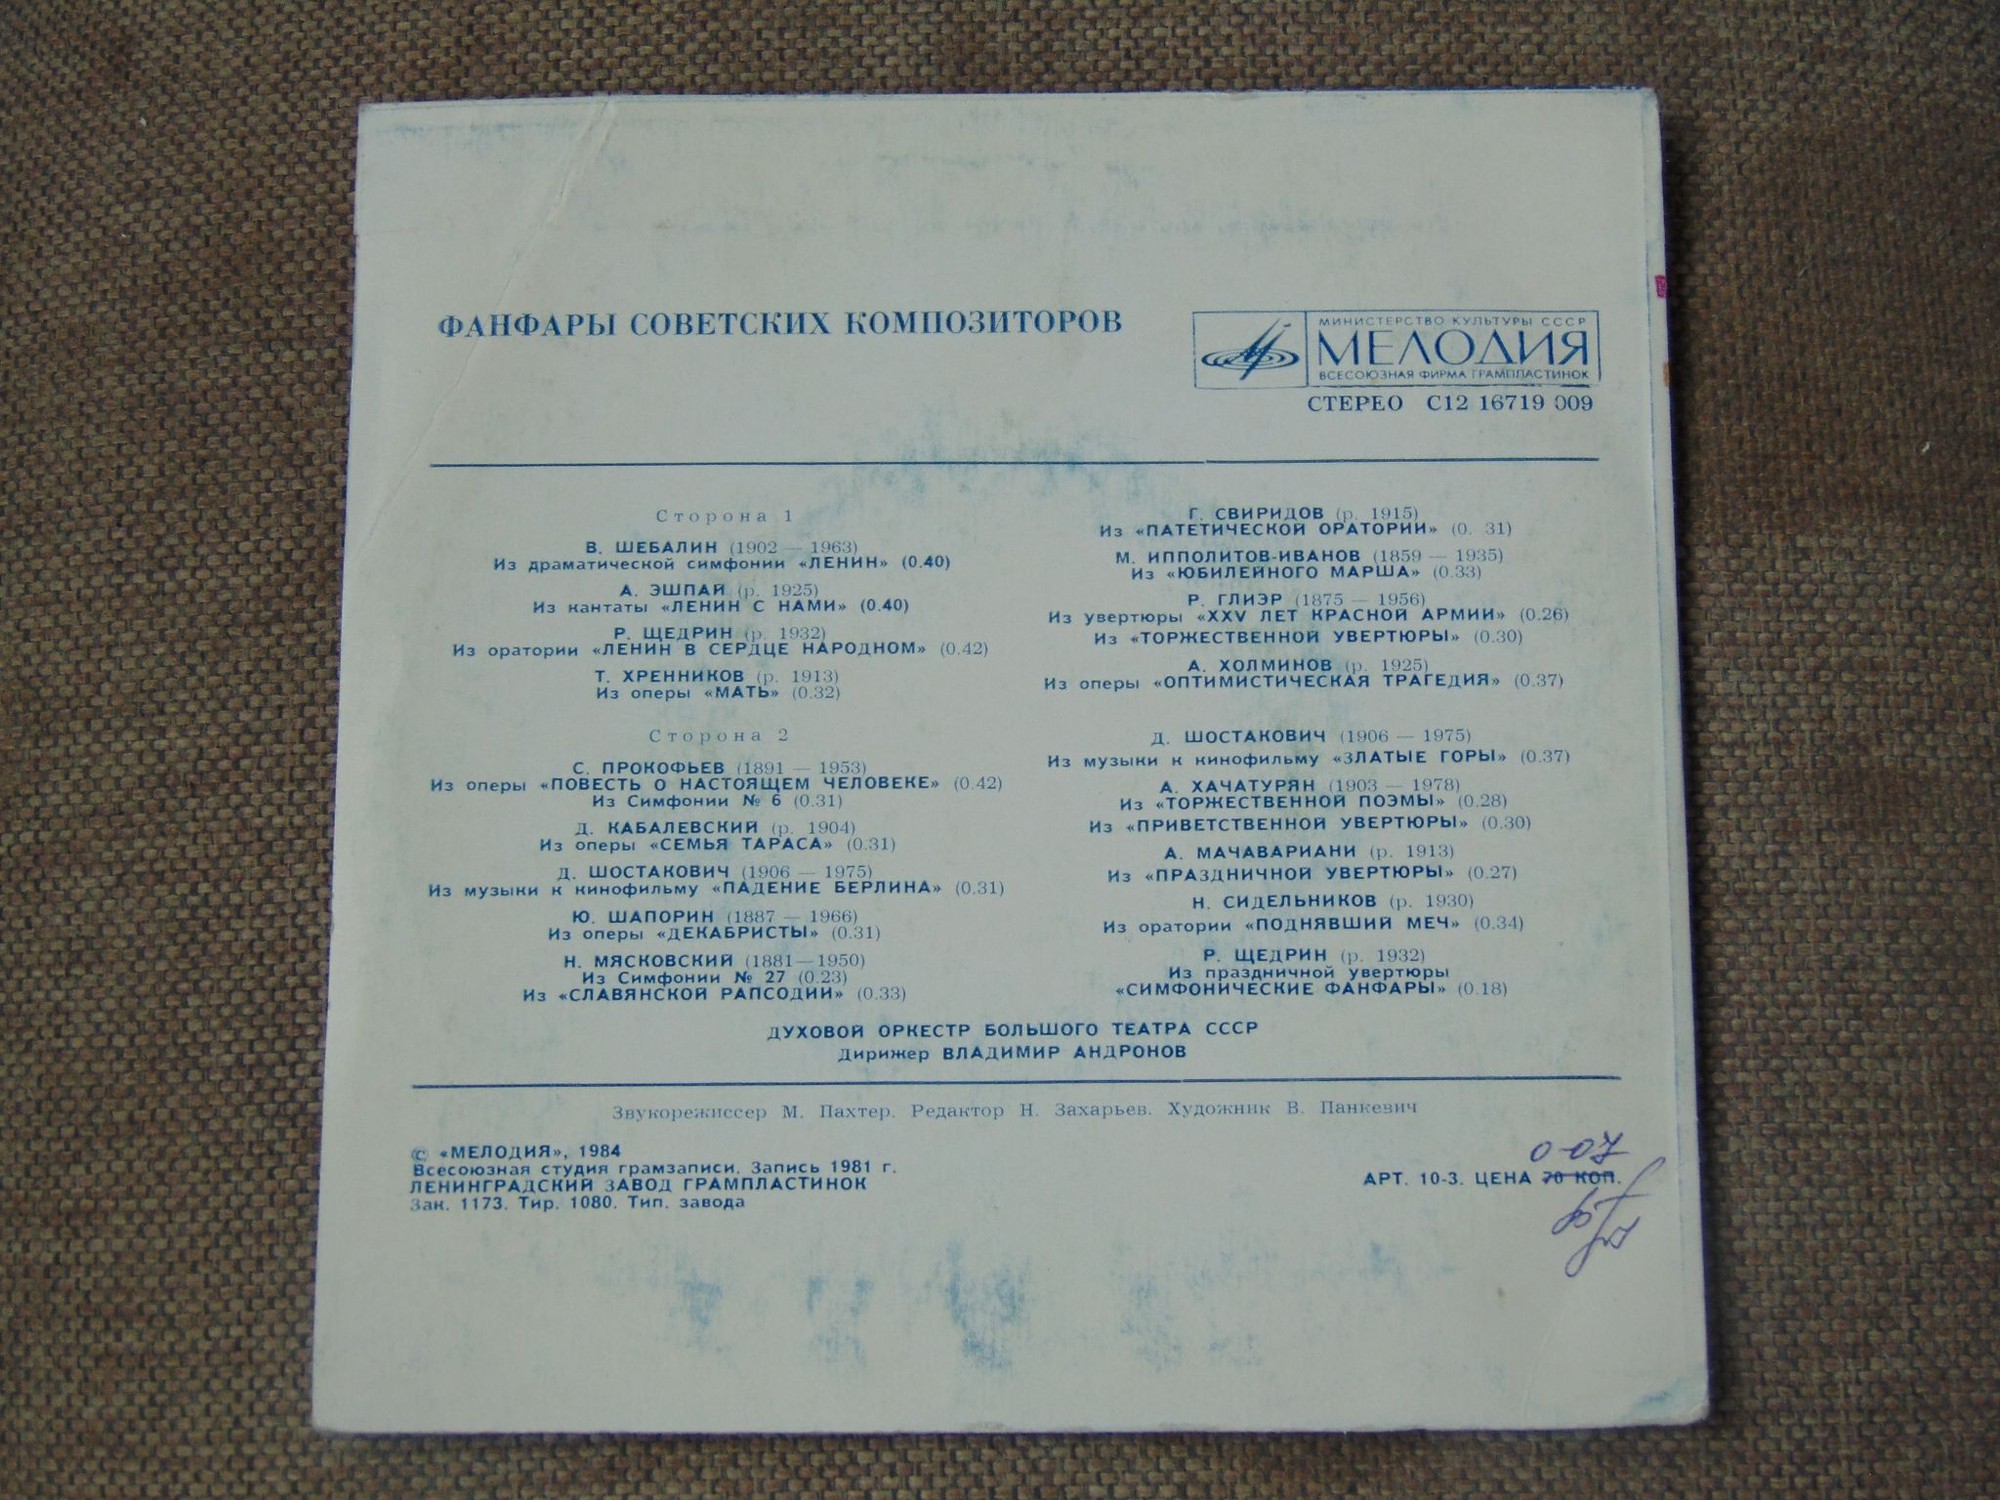 ФАНФАРЫ СОВЕТСКИХ КОМПОЗИТОРОВ
МИНИСТЕРСТВО КУЛЬТУРЫ СССР
МЕЛОДИЯ
ВСЕСОЮЗНАЯ ФИРМА ГРАМПЛАСТИНОК
СТЕРЕО С12 16719 009
Сторона 1
В. ШЕБАЛИН (1902 — 1963)
Из драматической симфонии «ЛЕНИН» (0.40)
А. ЭШПАЙ (р. 1925)
Из кантаты «ЛЕНИН С НАМИ» (0.40)
Р. ЩЕДРИН (р. 1932)
Из оратории «ЛЕНИН В СЕРДЦЕ НАРОДНОМ» (0.42)
Т. ХРЕННИКОВ (р. 1913)
Из оперы «МАТЬ» (0.32)
Г. СВИРИДОВ (р. 1915)
Из «ПАТЕТИЧЕСКОЙ ОРАТОРИИ» (0. 31)
М. ИППОЛИТОВ-ИВАНОВ (1859 — 1935)
Из «ЮБИЛЕЙНОГО МАРША» (0.33)
Р. ГЛИЭР (1875 — 1956)
Из увертюры «XXV ЛЕТ КРАСНОЙ АРМИИ» (0.26)
Из «ТОРЖЕСТВЕННОЙ УВЕРТЮРЫ» (0.30)
А. ХОЛМИНОВ (р. 1925)
Из оперы «ОПТИМИСТИЧЕСКАЯ ТРАГЕДИЯ» (0.37)
Сторона 2
С. ПРОКОФЬЕВ (1891 — 1953)
Из оперы «ПОВЕСТЬ О НАСТОЯЩЕМ ЧЕЛОВЕКЕ» (0.42)
Из Симфонии № 6 (0.31)
Д. КАБАЛЕВСКИЙ (р. 1904)
Из оперы «СЕМЬЯ ТАРАСА» (0.31)
Д. ШОСТАКОВИЧ (1906 — 1975)
Из музыки к кинофильму «ПАДЕНИЕ БЕРЛИНА» (0.31)
Ю. ШАПОРИН (1887 — 1966)
Из оперы «ДЕКАБРИСТЫ» (0.31)
Н. МЯСКОВСКИЙ (1881—1950)
Из Симфонии № 27 (0.23)
Из «СЛАВЯНСКОЙ РАПСОДИИ» (0.33)
Д. ШОСТАКОВИЧ (1906 — 1975)
Из музыки к кинофильму «ЗЛАТЫЕ ГОРЫ» (0.37)
А. ХАЧАТУРЯН (1903 — 1978)
Из «ТОРЖЕСТВЕННОЙ ПОЭМЫ» (0.28)
Из «ПРИВЕТСТВЕННОЙ УВЕРТЮРЫ» (0.30)
А. МАЧАВАРИАНИ (р. 1913)
Из «ПРАЗДНИЧНОЙ УВЕРТЮРЫ» (0.27)
Н. СИДЕЛЬНИКОВ (р. 1930)
Из оратории «ПОДНЯВШИЙ МЕЧ» (0.34)
Р. ЩЕДРИН (р. 1932)
Из праздничной увертюры
«СИМФОНИЧЕСКИЕ ФАНФАРЫ» (0.18)
ДУХОВОЙ ОРКЕСТР БОЛЬШОГО ТЕАТРА СССР
Дирижер ВЛАДИМИР АНДРОНОВ
Звукорежиссер М. Пахтер. Редактор Н. Захарьев. Художник В. Панкевич
© «МЕЛОДИЯ», 1984
Всесоюзная студия грамзаписи. Запись 1981 г.
ЛЕНИНГРАДСКИЙ ЗАВОД ГРАМПЛАСТИНОК
Зак. 1173. Тир. 1080. Тип. завода
0-07
АРТ. 10-3. ЦЕНА 70 КОП.